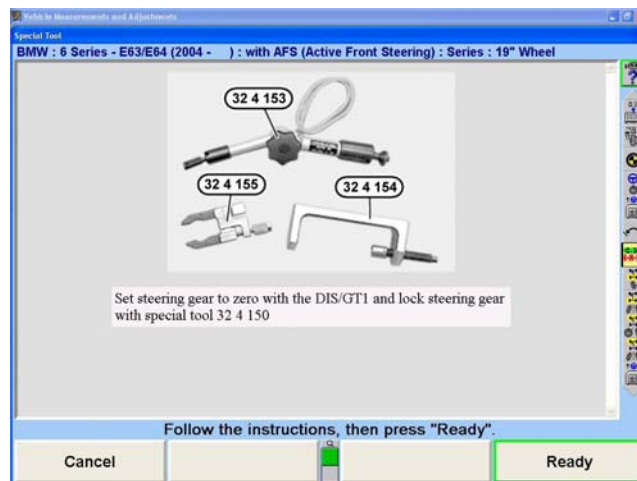 Vehicle Measurements and Adjustments
Special Tool
BMW : 6 Series - E63/E64 (2004 -     ) : with AFS (Active Front Steering) : Series : 19" Wheel
32 4 153
32 4 155
32 4 154
Set steering gear to zero with the DIS/GT1 and lock steering gear
with special tool 32 4 150
Follow the instructions, then press "Ready".
Cancel
Ready